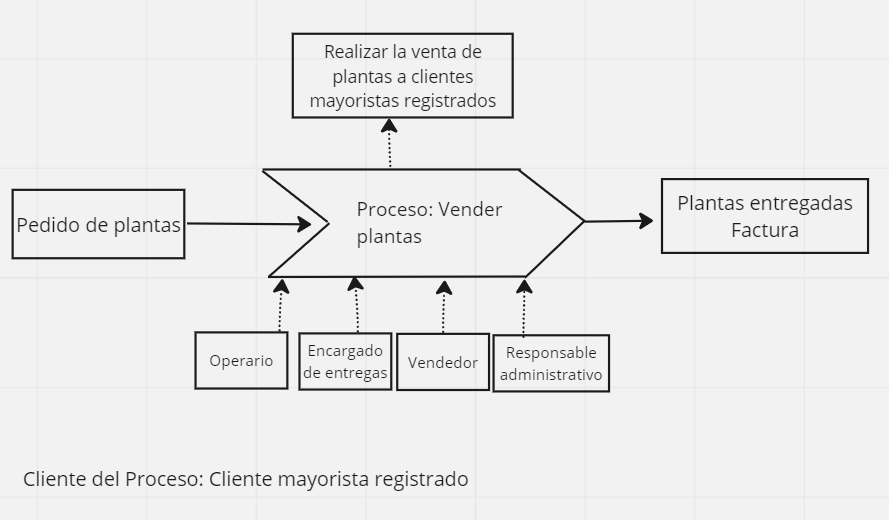 Realizar la venta de
plantas a clientes
mayoristas registrados
Pedido de plantas
Proceso: Vender
plantas
Plantas entregadas
Factura
Operario
Encargado
de entregas
Vendedor
Responsable
administrativo
Cliente del Proceso: Cliente mayorista registrado